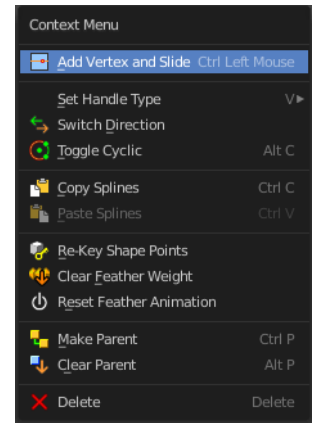 Context Menu
Add Vertex and Slide Ctrl Left Mouse
Set Handle Type V
Switch Direction
Toggle Cyclic Alt C
Copy Splines Ctrl C
Paste Splines Ctrl V
Re-Key Shape Points
Clear Feather Weight
Reset Feather Animation
Make Parent Ctrl P
Clear Parent Alt P
Delete Delete